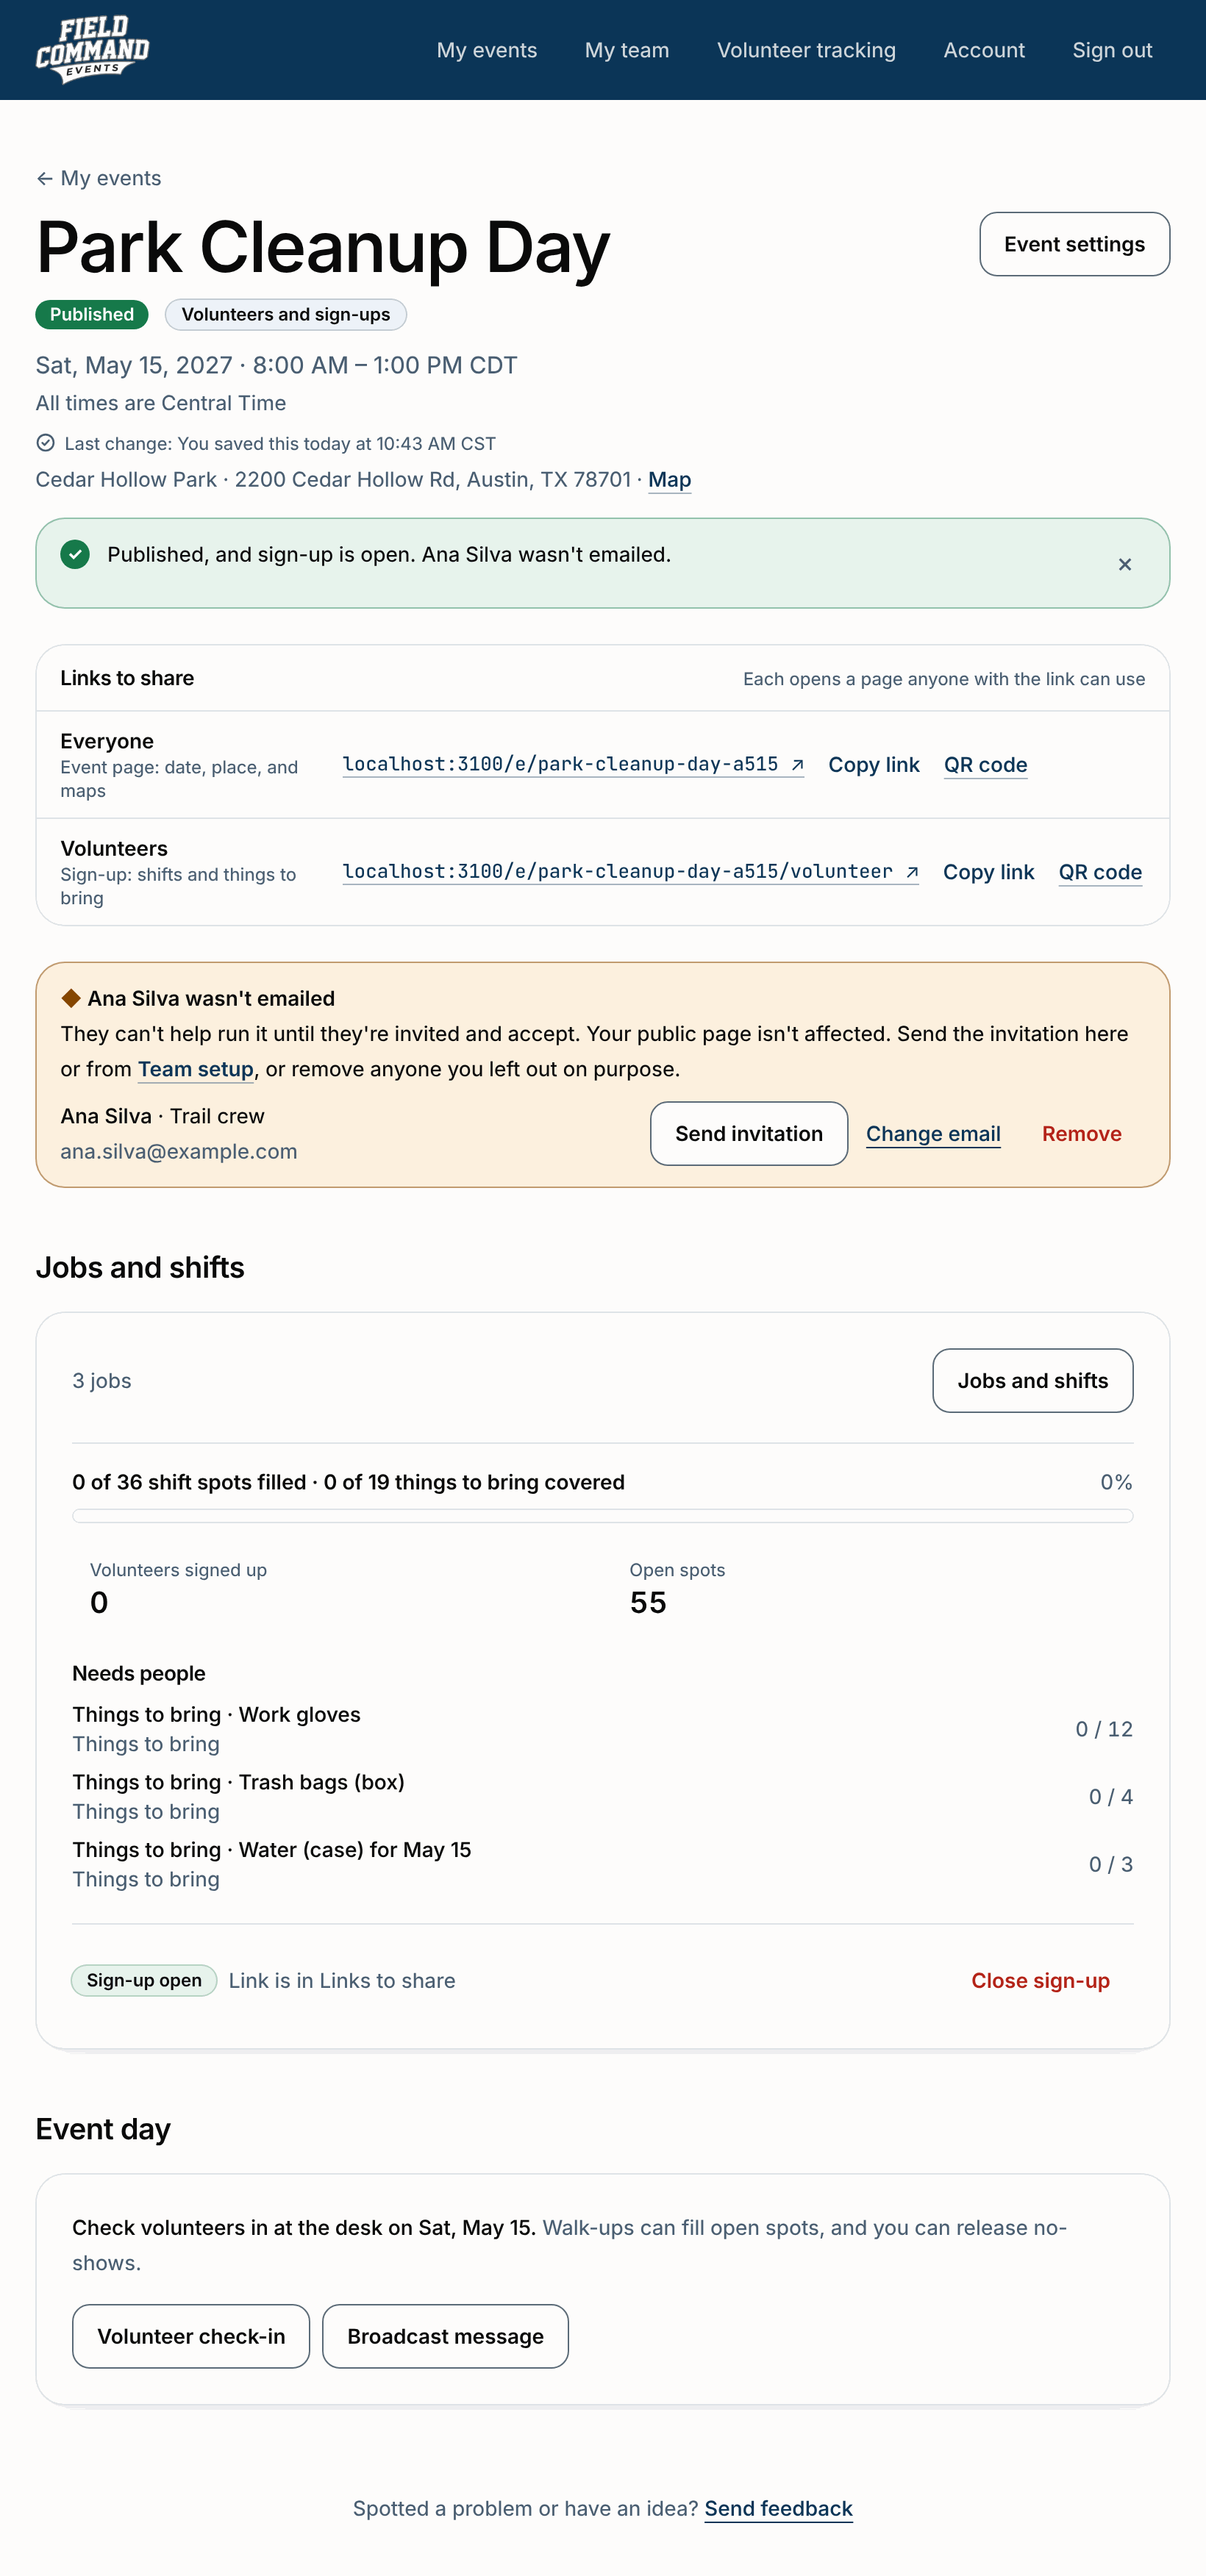 FIELD
COMMAND
EVENTS
My events
My team
Volunteer tracking
Account
Sign out
← My events
Park Cleanup Day
Event settings
Published
Volunteers and sign-ups
Sat, May 15, 2027 · 8:00 AM – 1:00 PM CDT
All times are Central Time
Last change: You saved this today at 10:43 AM CST
Cedar Hollow Park · 2200 Cedar Hollow Rd, Austin, TX 78701 · Map
Published, and sign-up is open. Ana Silva wasn't emailed.
×
Links to share
Each opens a page anyone with the link can use
Everyone
Event page: date, place, and
maps
localhost:3100/e/park-cleanup-day-a515 ↗
Copy link
QR code
Volunteers
Sign-up: shifts and things to
bring
localhost:3100/e/park-cleanup-day-a515/volunteer ↗
Copy link
QR code
◆ Ana Silva wasn't emailed
They can't help run it until they're invited and accept. Your public page isn't affected. Send the invitation here
or from Team setup, or remove anyone you left out on purpose.
Ana Silva · Trail crew
ana.silva@example.com
Send invitation
Change email
Remove
Jobs and shifts
3 jobs
Jobs and shifts
0 of 36 shift spots filled · 0 of 19 things to bring covered
0%
Volunteers signed up
0
Open spots
55
Needs people
Things to bring · Work gloves
Things to bring
0 / 12
Things to bring · Trash bags (box)
Things to bring
0 / 4
Things to bring · Water (case) for May 15
Things to bring
0 / 3
Sign-up open
Link is in Links to share
Close sign-up
Event day
Check volunteers in at the desk on Sat, May 15. Walk-ups can fill open spots, and you can release no-
shows.
Volunteer check-in
Broadcast message
Spotted a problem or have an idea? Send feedback